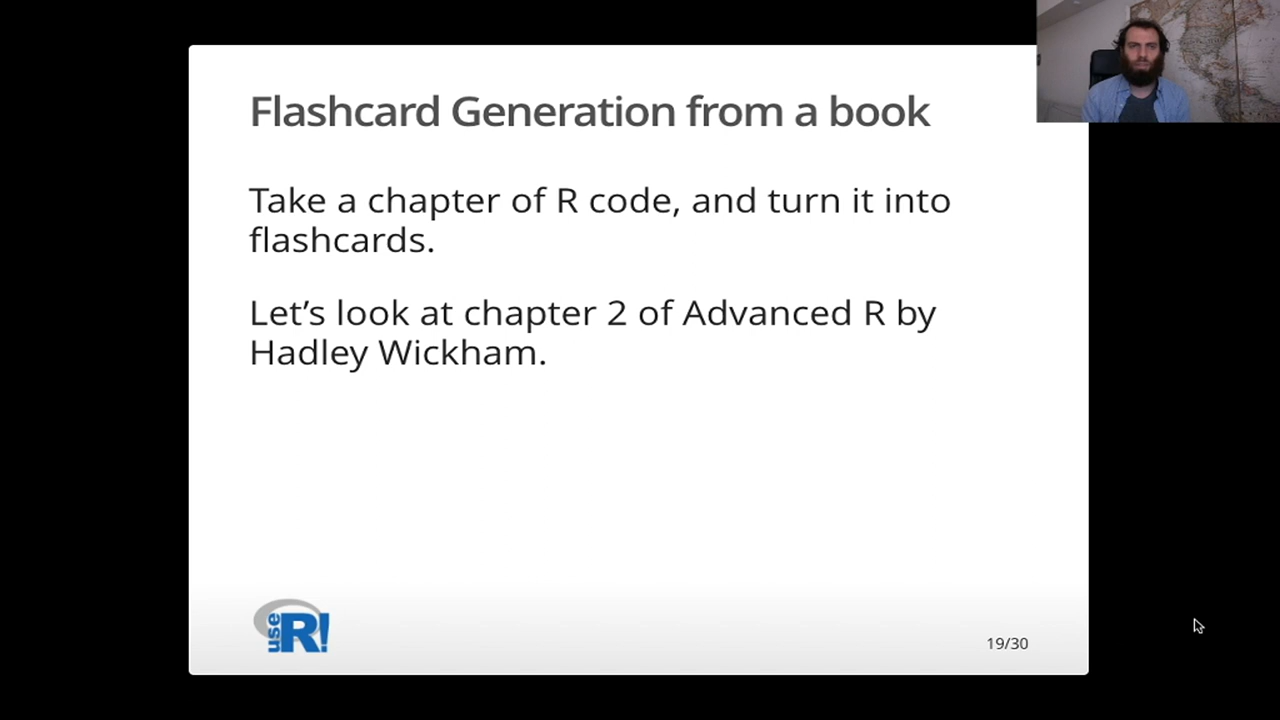 Flashcard Generation from a book
Take a chapter of R code, and turn it into
flashcards.
Let’s look at chapter 2 of Advanced R by
Hadley Wickham.
use R!
19/30